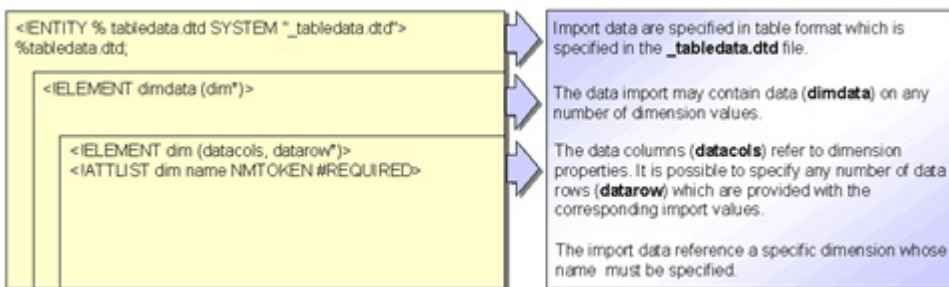 <!ENTITY % tabledata.dtd SYSTEM "_tabledata.dtd">
%tabledata.dtd;
<!ELEMENT dimdata (dim*)>
<!ELEMENT dim (datacols, datarow*)>
<!ATTLIST dim name NMTOKEN #REQUIRED>
Import data are specified in table format which is
specified in the _tabledata.dtd file.
The data import may contain data (dimdata) on any
number of dimension values.
The data columns (datacols) refer to dimension
properties. It is possible to specify any number of data
rows (datarow) which are provided with the
corresponding import values.
The import data reference a specific dimension whose
name must be specified.